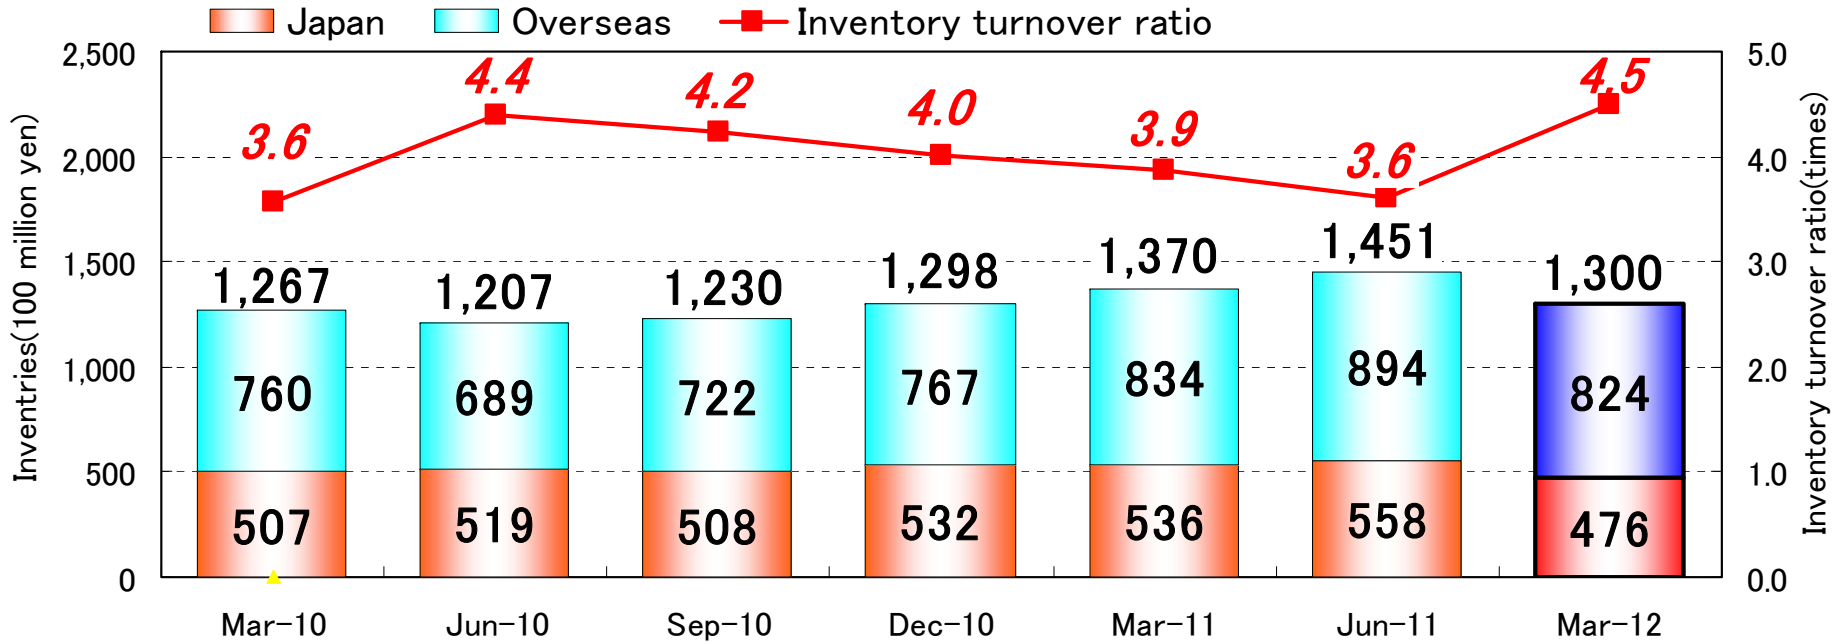 Japan Overseas Inventory turnover ratio
2,500 5.0
4.4 4.2 4.0 3.9 3.6 4.5
3.6
2,000 4.0
1,500 3.0
1,267 1,207 1,230 1,298 1,370 1,451 1,300
1,000 2.0
760 689 722 767 834 894 824
500 1.0
507 519 508 532 536 558 476
0 0.0
Mar-10 Jun-10 Sep-10 Dec-10 Mar-11 Jun-11 Mar-12
Inventries(100 million yen)
Inventory turnover ratio(times)